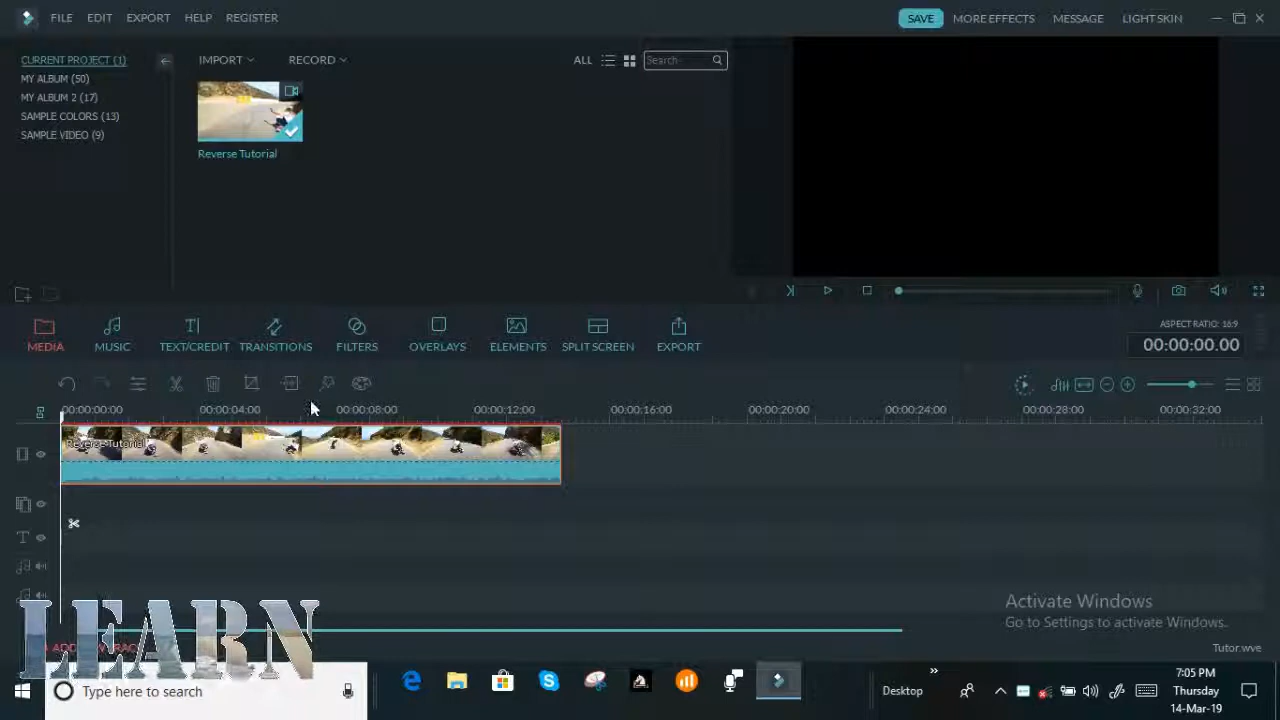 FILE EDIT EXPORT HELP REGISTER SAVE MORE EFFECTS MESSAGE LIGHT SKIN
CURRENT PROJECT (1)
MY ALBUM (50)
MY ALBUM 2 (17)
SAMPLE COLORS (13)
SAMPLE VIDEO (9)
IMPORT RECORD ALL Search
Reverse Tutorial
MEDIA MUSIC TEXT/CREDIT TRANSITIONS FILTERS OVERLAYS ELEMENTS SPLIT SCREEN EXPORT
ASPECT RATIO: 16:9
00:00:00.00
00:00:00:00 00:00:04:00 00:00:08:00 00:00:12:00 00:00:16:00 00:00:20:00 00:00:24:00 00:00:28:00 00:00:32:00
Reverse Tutorial
T
LEARN
Activate Windows
Go to Settings to activate Windows.
Tutor.wve
Type here to search
Desktop
7:05 PM
Thursday
14-Mar-19